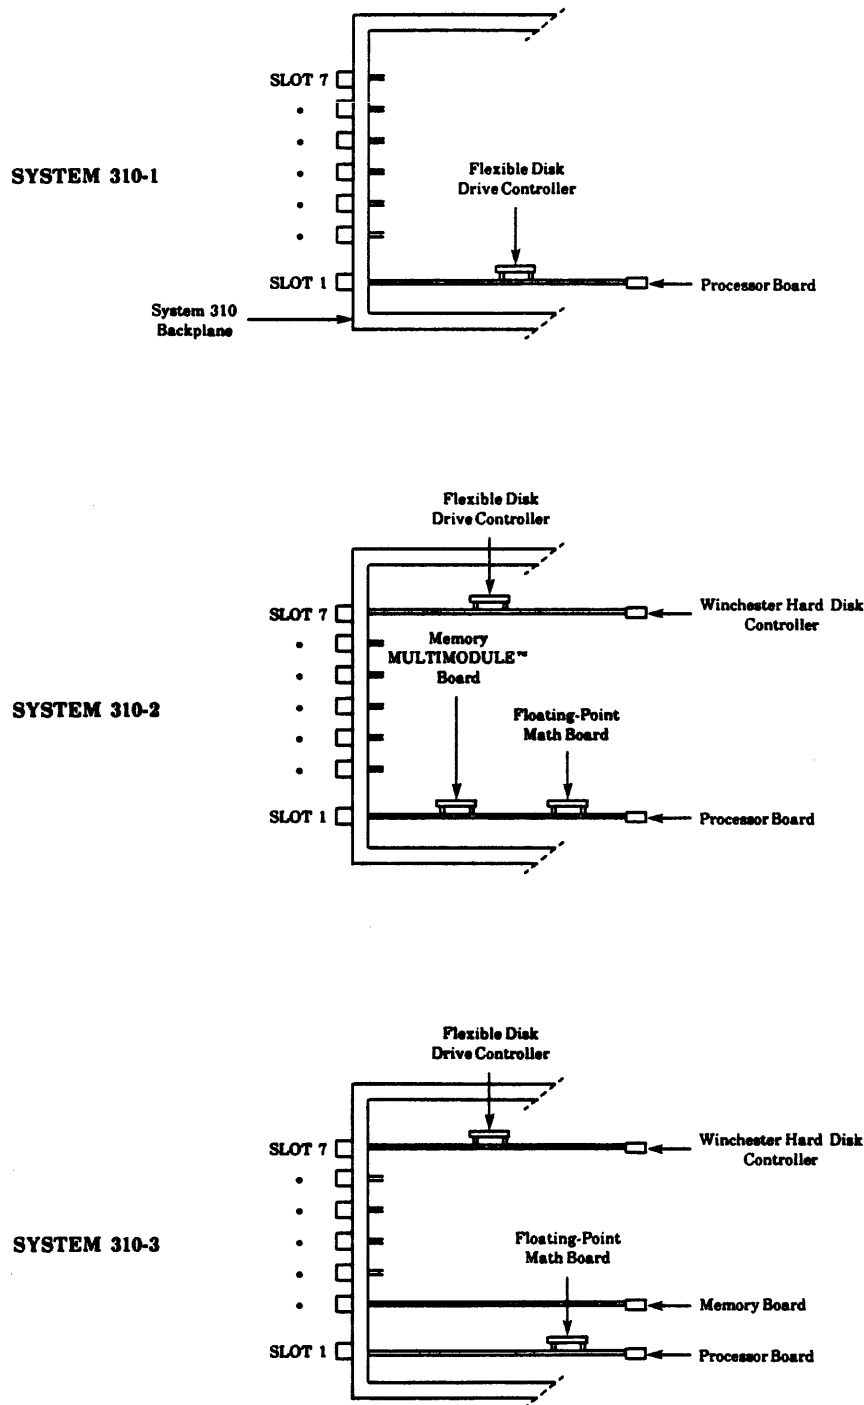 SLOT 7
SYSTEM 310-1
Flexible Disk
Drive Controller
SLOT 1
Processor Board
System 310
Backplane
Flexible Disk
Drive Controller
SLOT 7
Winchester Hard Disk
Controller
Memory
MULTIMODULE™
Board
SYSTEM 310-2
Floating-Point
Math Board
SLOT 1
Processor Board
Flexible Disk
Drive Controller
SLOT 7
Winchester Hard Disk
Controller
SYSTEM 310-3
Floating-Point
Math Board
Memory Board
SLOT 1
Processor Board